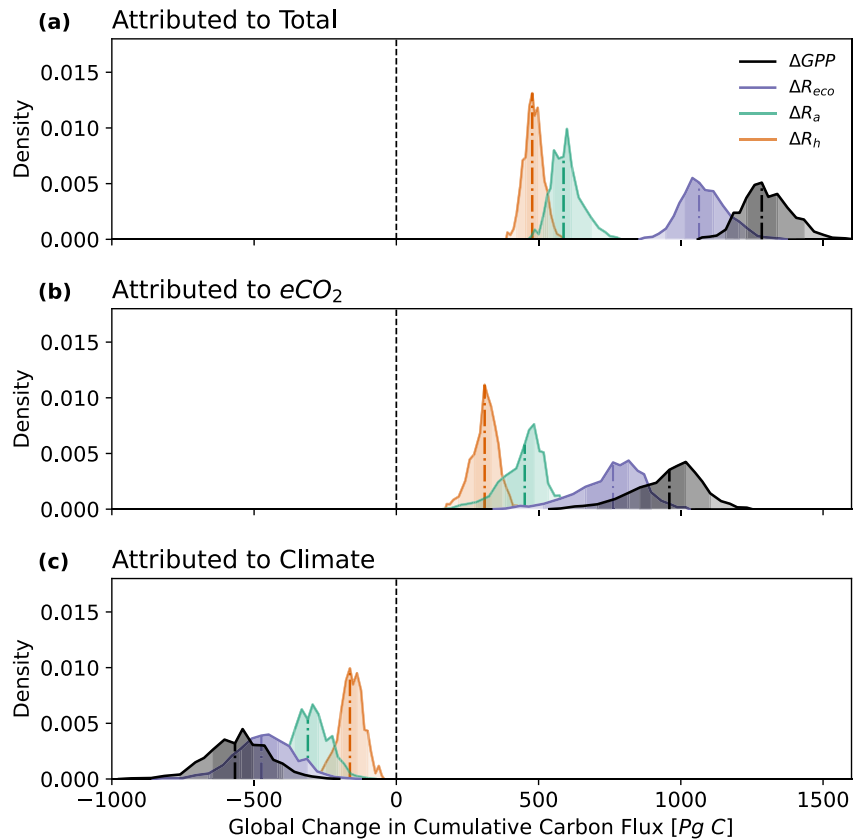 (a) Attributed to Total
0.015
0.010
0.005
0.000
Density
ΔGPP
ΔR_eco
ΔR_a
ΔR_h
(b) Attributed to eCO₂
0.015
0.010
0.005
0.000
Density
(c) Attributed to Climate
0.015
0.010
0.005
0.000
Density
−1000 −500 0 500 1000 1500
Global Change in Cumulative Carbon Flux [Pg C]